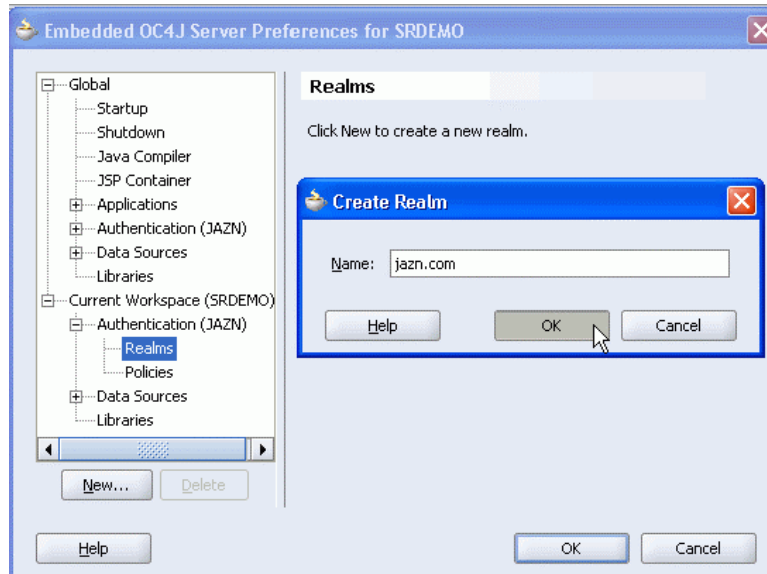 Embedded OC4J Server Preferences for SRDEMO
Global
Startup
Shutdown
Java Compiler
JSP Container
Applications
Authentication (JAZN)
Data Sources
Libraries
Current Workspace (SRDEMO)
Authentication (JAZN)
Realms
Policies
Data Sources
Libraries
New...
Delete
Realms
Click New to create a new realm.
Create Realm
Name: jazn.com
Help OK Cancel
Help OK Cancel